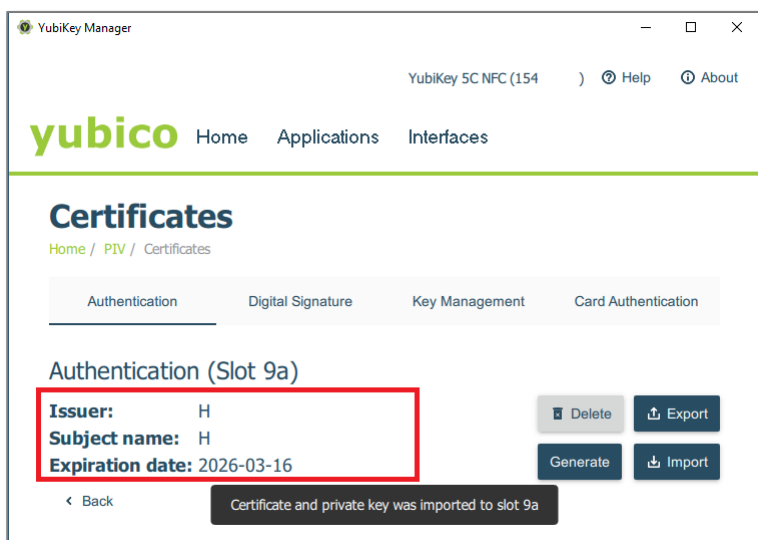 YubiKey Manager
YubiKey 5C NFC (154 ) Help About
yubico Home Applications Interfaces
Certificates
Home / PIV / Certificates
Authentication Digital Signature Key Management Card Authentication
Authentication (Slot 9a)
Issuer: H
Delete Export
Subject name: H
Expiration date: 2026-03-16
Generate Import
Back
Certificate and private key was imported to slot 9a